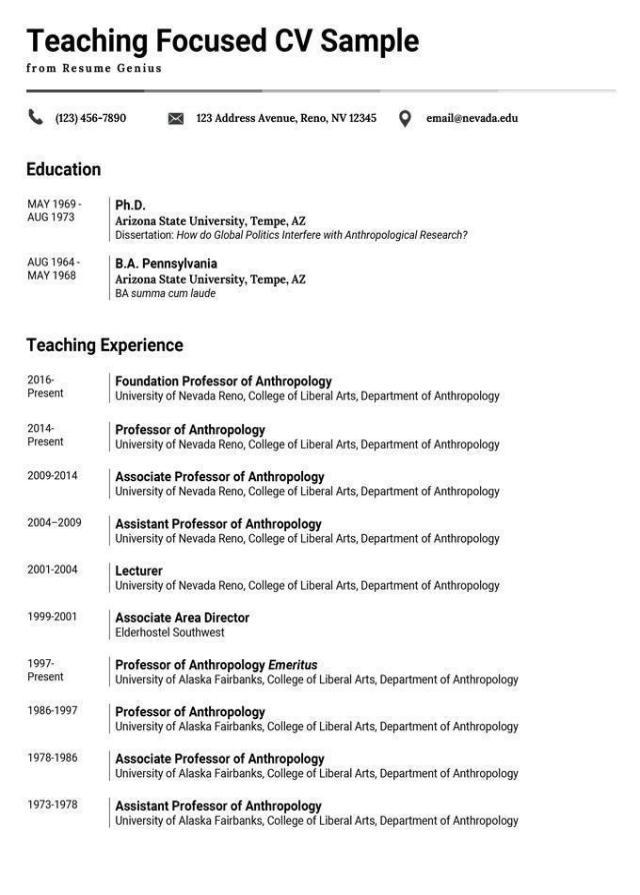 Teaching Focused CV Sample
from Resume Genius
(123) 456-7890 123 Address Avenue, Reno, NV 12345 email@nevada.edu
Education
MAY 1969 -
AUG 1973
Ph.D.
Arizona State University, Tempe, AZ
Dissertation: How do Global Politics Interfere with Anthropological Research?
AUG 1964 -
MAY 1968
B.A. Pennsylvania
Arizona State University, Tempe, AZ
BA summa cum laude
Teaching Experience
2016-
Present
Foundation Professor of Anthropology
University of Nevada Reno, College of Liberal Arts, Department of Anthropology
2014-
Present
Professor of Anthropology
University of Nevada Reno, College of Liberal Arts, Department of Anthropology
2009-2014
Associate Professor of Anthropology
University of Nevada Reno, College of Liberal Arts, Department of Anthropology
2004–2009
Assistant Professor of Anthropology
University of Nevada Reno, College of Liberal Arts, Department of Anthropology
2001-2004
Lecturer
University of Nevada Reno, College of Liberal Arts, Department of Anthropology
1999-2001
Associate Area Director
Elderhostel Southwest
1997-
Present
Professor of Anthropology Emeritus
University of Alaska Fairbanks, College of Liberal Arts, Department of Anthropology
1986-1997
Professor of Anthropology
University of Alaska Fairbanks, College of Liberal Arts, Department of Anthropology
1978-1986
Associate Professor of Anthropology
University of Alaska Fairbanks, College of Liberal Arts, Department of Anthropology
1973-1978
Assistant Professor of Anthropology
University of Alaska Fairbanks, College of Liberal Arts, Department of Anthropology